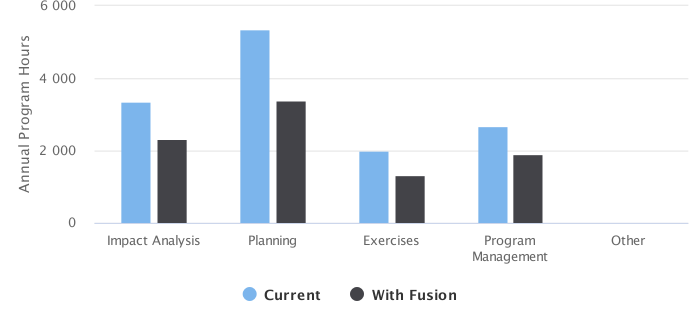 6 000
4 000
2 000
0
Annual Program Hours
Impact Analysis
Planning
Exercises
Program
Management
Other
Current
With Fusion